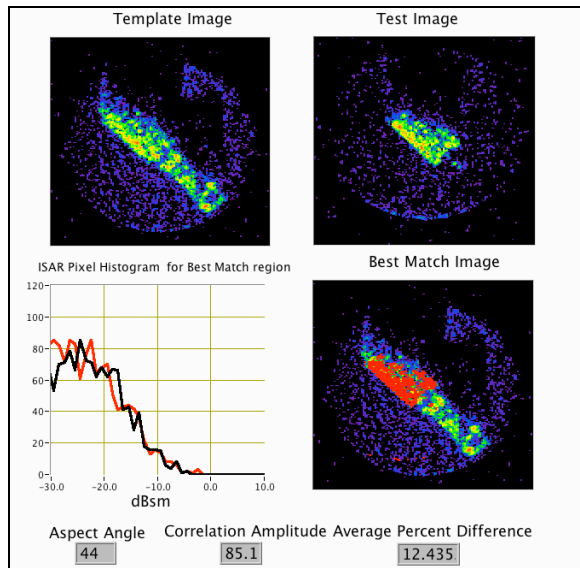 Template Image
Test Image
ISAR Pixel Histogram for Best Match region
120
100
80
60
40
20
0
-30.0 -20.0 -10.0 0.0 10.0
dBsm
Best Match Image
Aspect Angle Correlation Amplitude Average Percent Difference
44 85.1 12.435